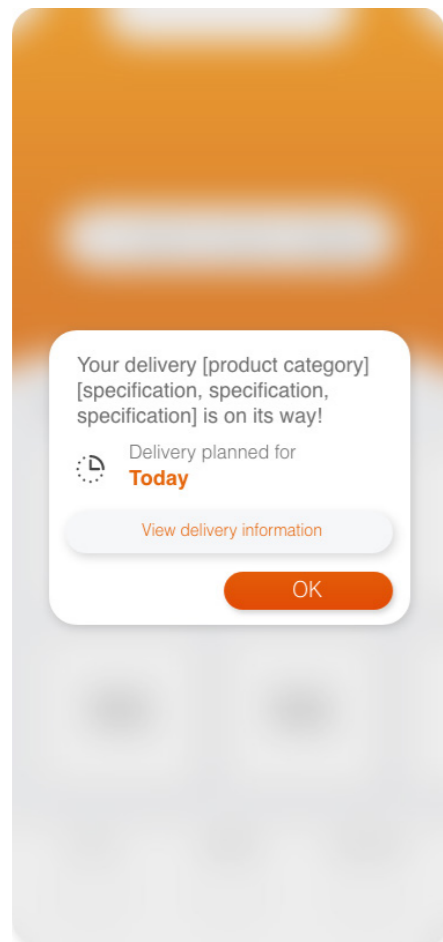 Your delivery [product category]
[specification, specification,
specification] is on its way!
Delivery planned for
Today
View delivery information
OK